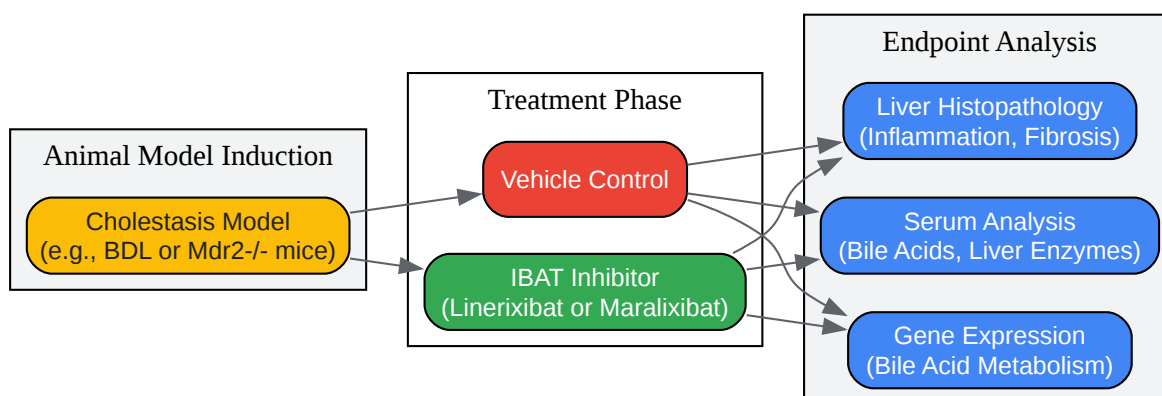 Animal Model Induction
Cholestasis Model
(e.g., BDL or Mdr2-/- mice)
Treatment Phase
Vehicle Control
IBAT Inhibitor
(Linerixibat or Maralixibat)
Endpoint Analysis
Liver Histopathology
(Inflammation, Fibrosis)
Serum Analysis
(Bile Acids, Liver Enzymes)
Gene Expression
(Bile Acid Metabolism)